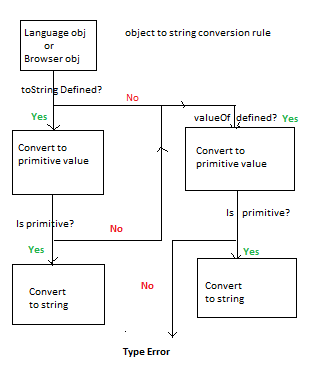 Language obj
or
Browser obj
object to string conversion rule
toString Defined?
No
Yes
valueOf defined? Yes
Convert to
primitive value
Convert to
primitive value
Is primitive?
No
Yes
Is primitive?
Yes
Convert
to string
No
Convert
to string
Type Error